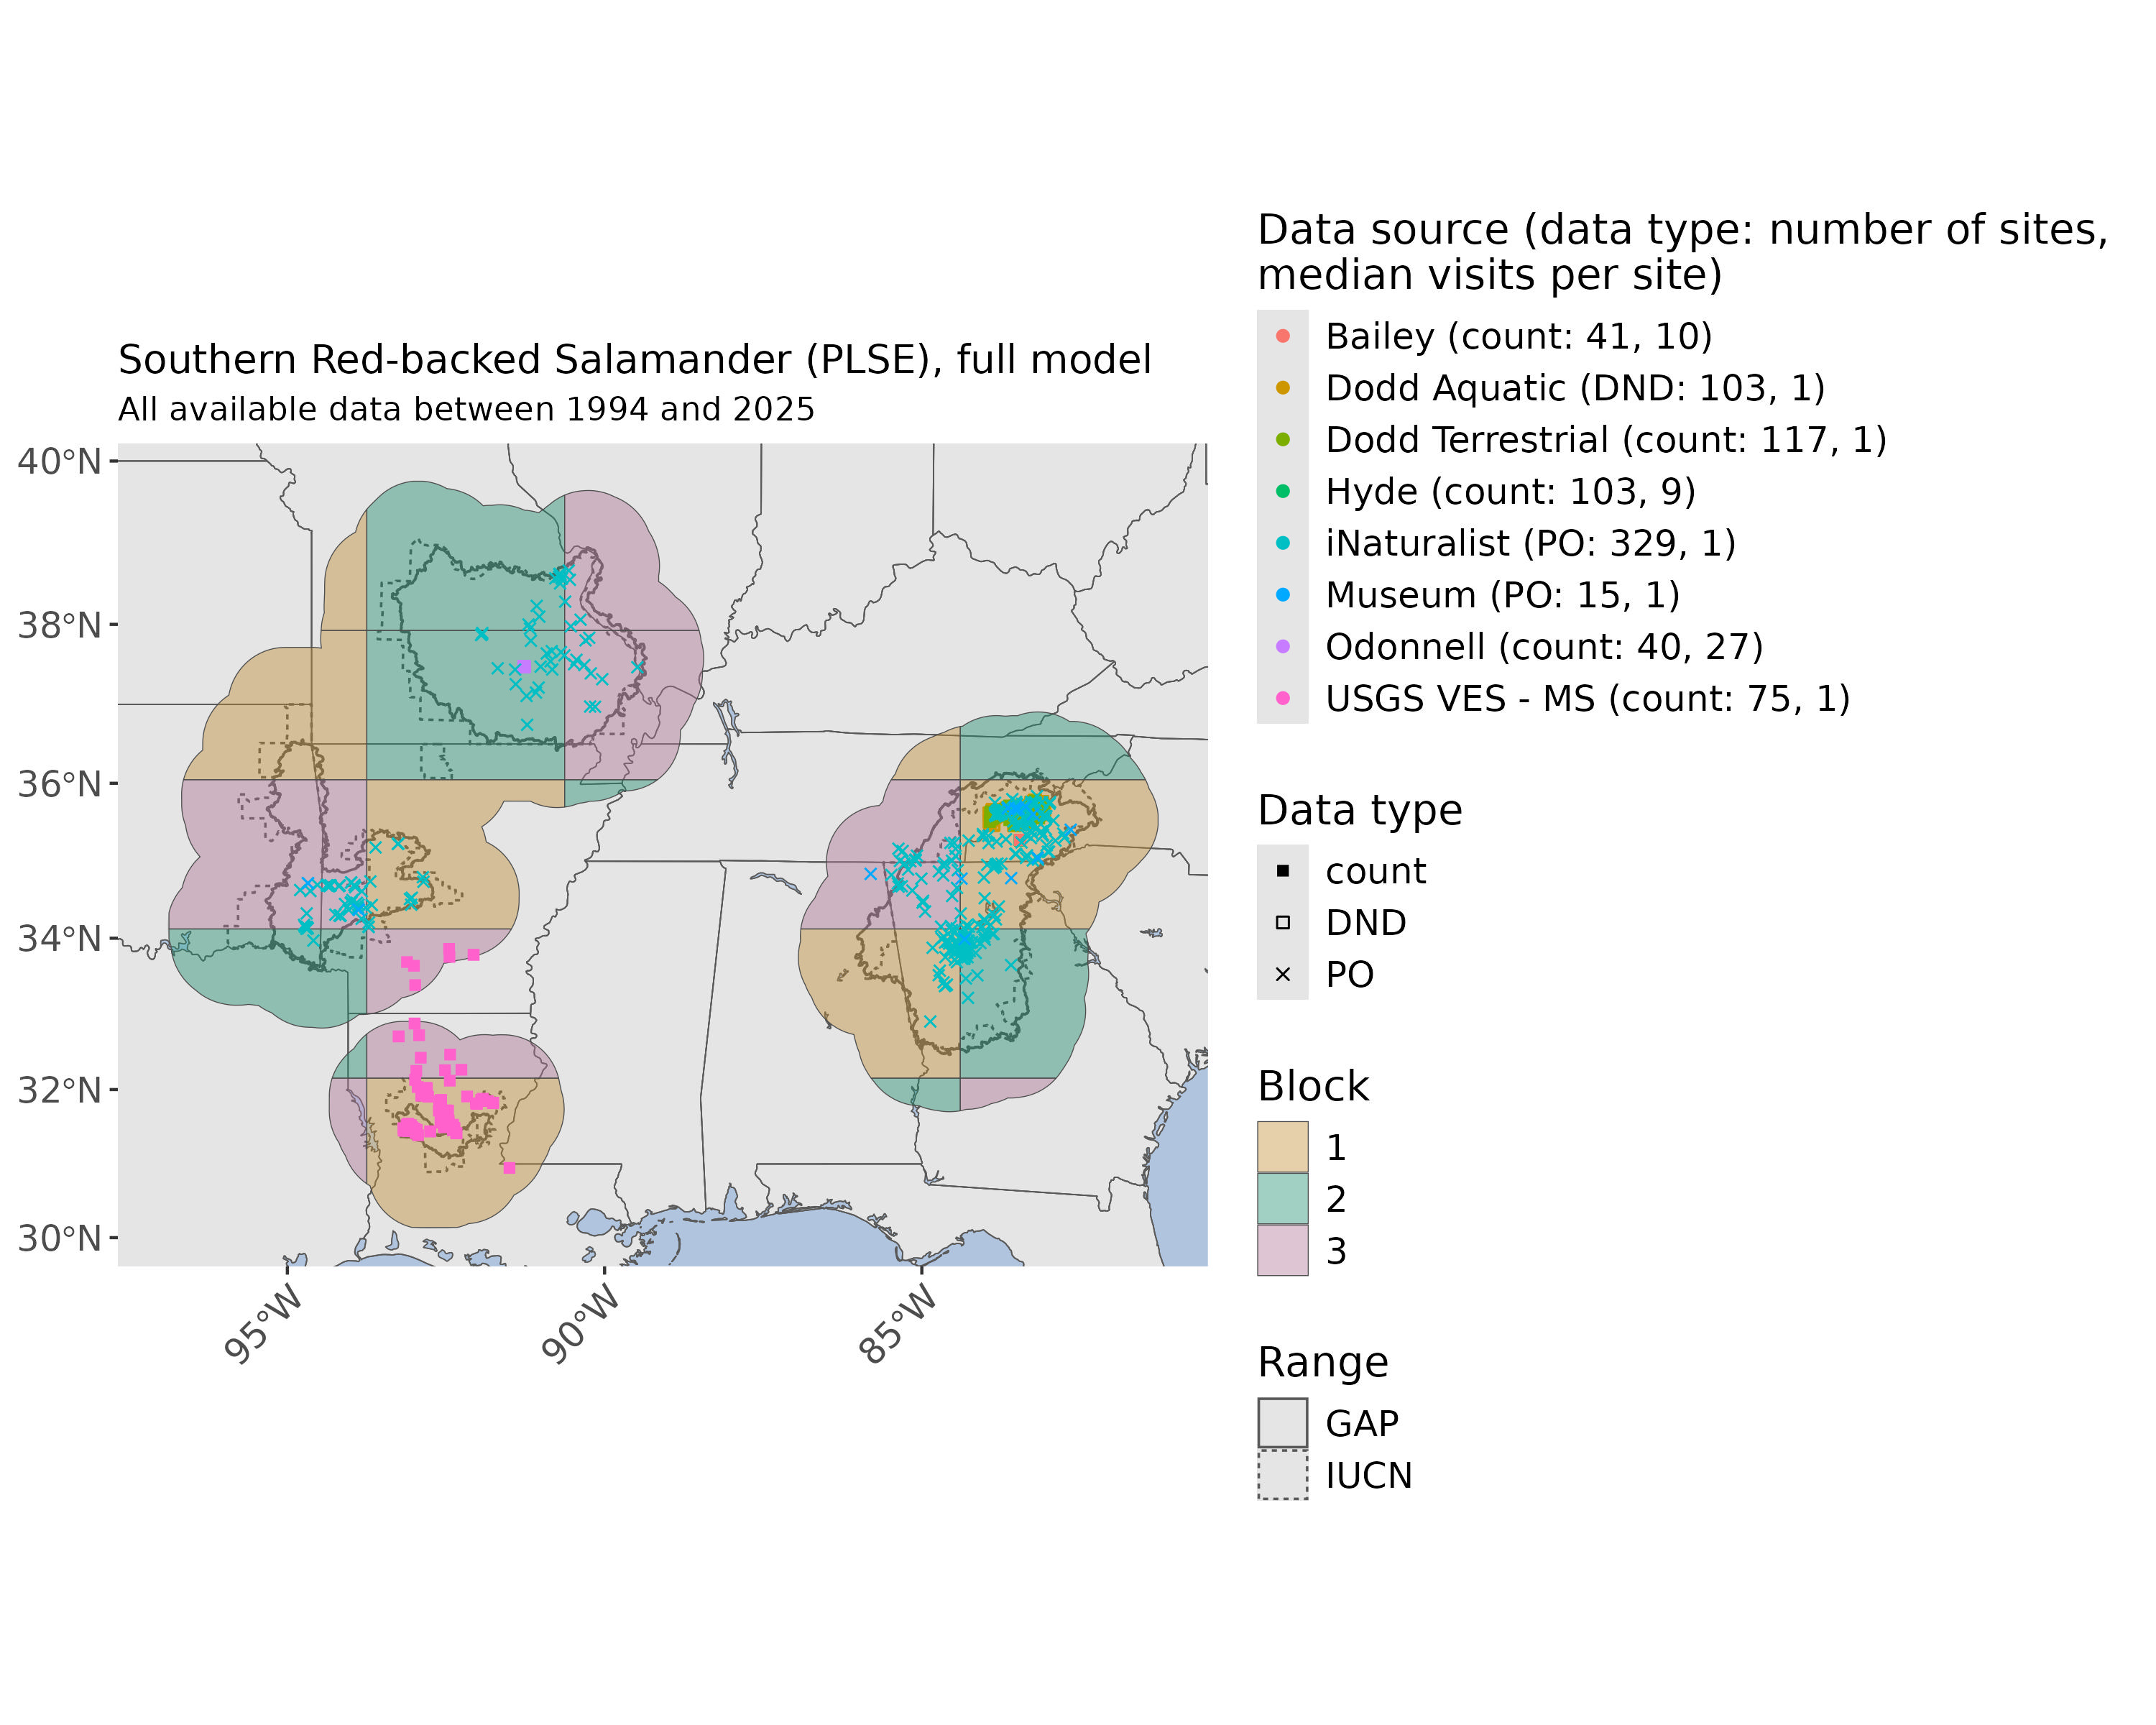 Southern Red-backed Salamander (PLSE), full model
All available data between 1994 and 2025
40°N
38°N
36°N
34°N
32°N
30°N
95°W
90°W
85°W
Data source (data type: number of sites,
median visits per site)
Bailey (count: 41, 10)
Dodd Aquatic (DND: 103, 1)
Dodd Terrestrial (count: 117, 1)
Hyde (count: 103, 9)
iNaturalist (PO: 329, 1)
Museum (PO: 15, 1)
Odonnell (count: 40, 27)
USGS VES - MS (count: 75, 1)
Data type
count
DND
PO
Block
1
2
3
Range
GAP
IUCN